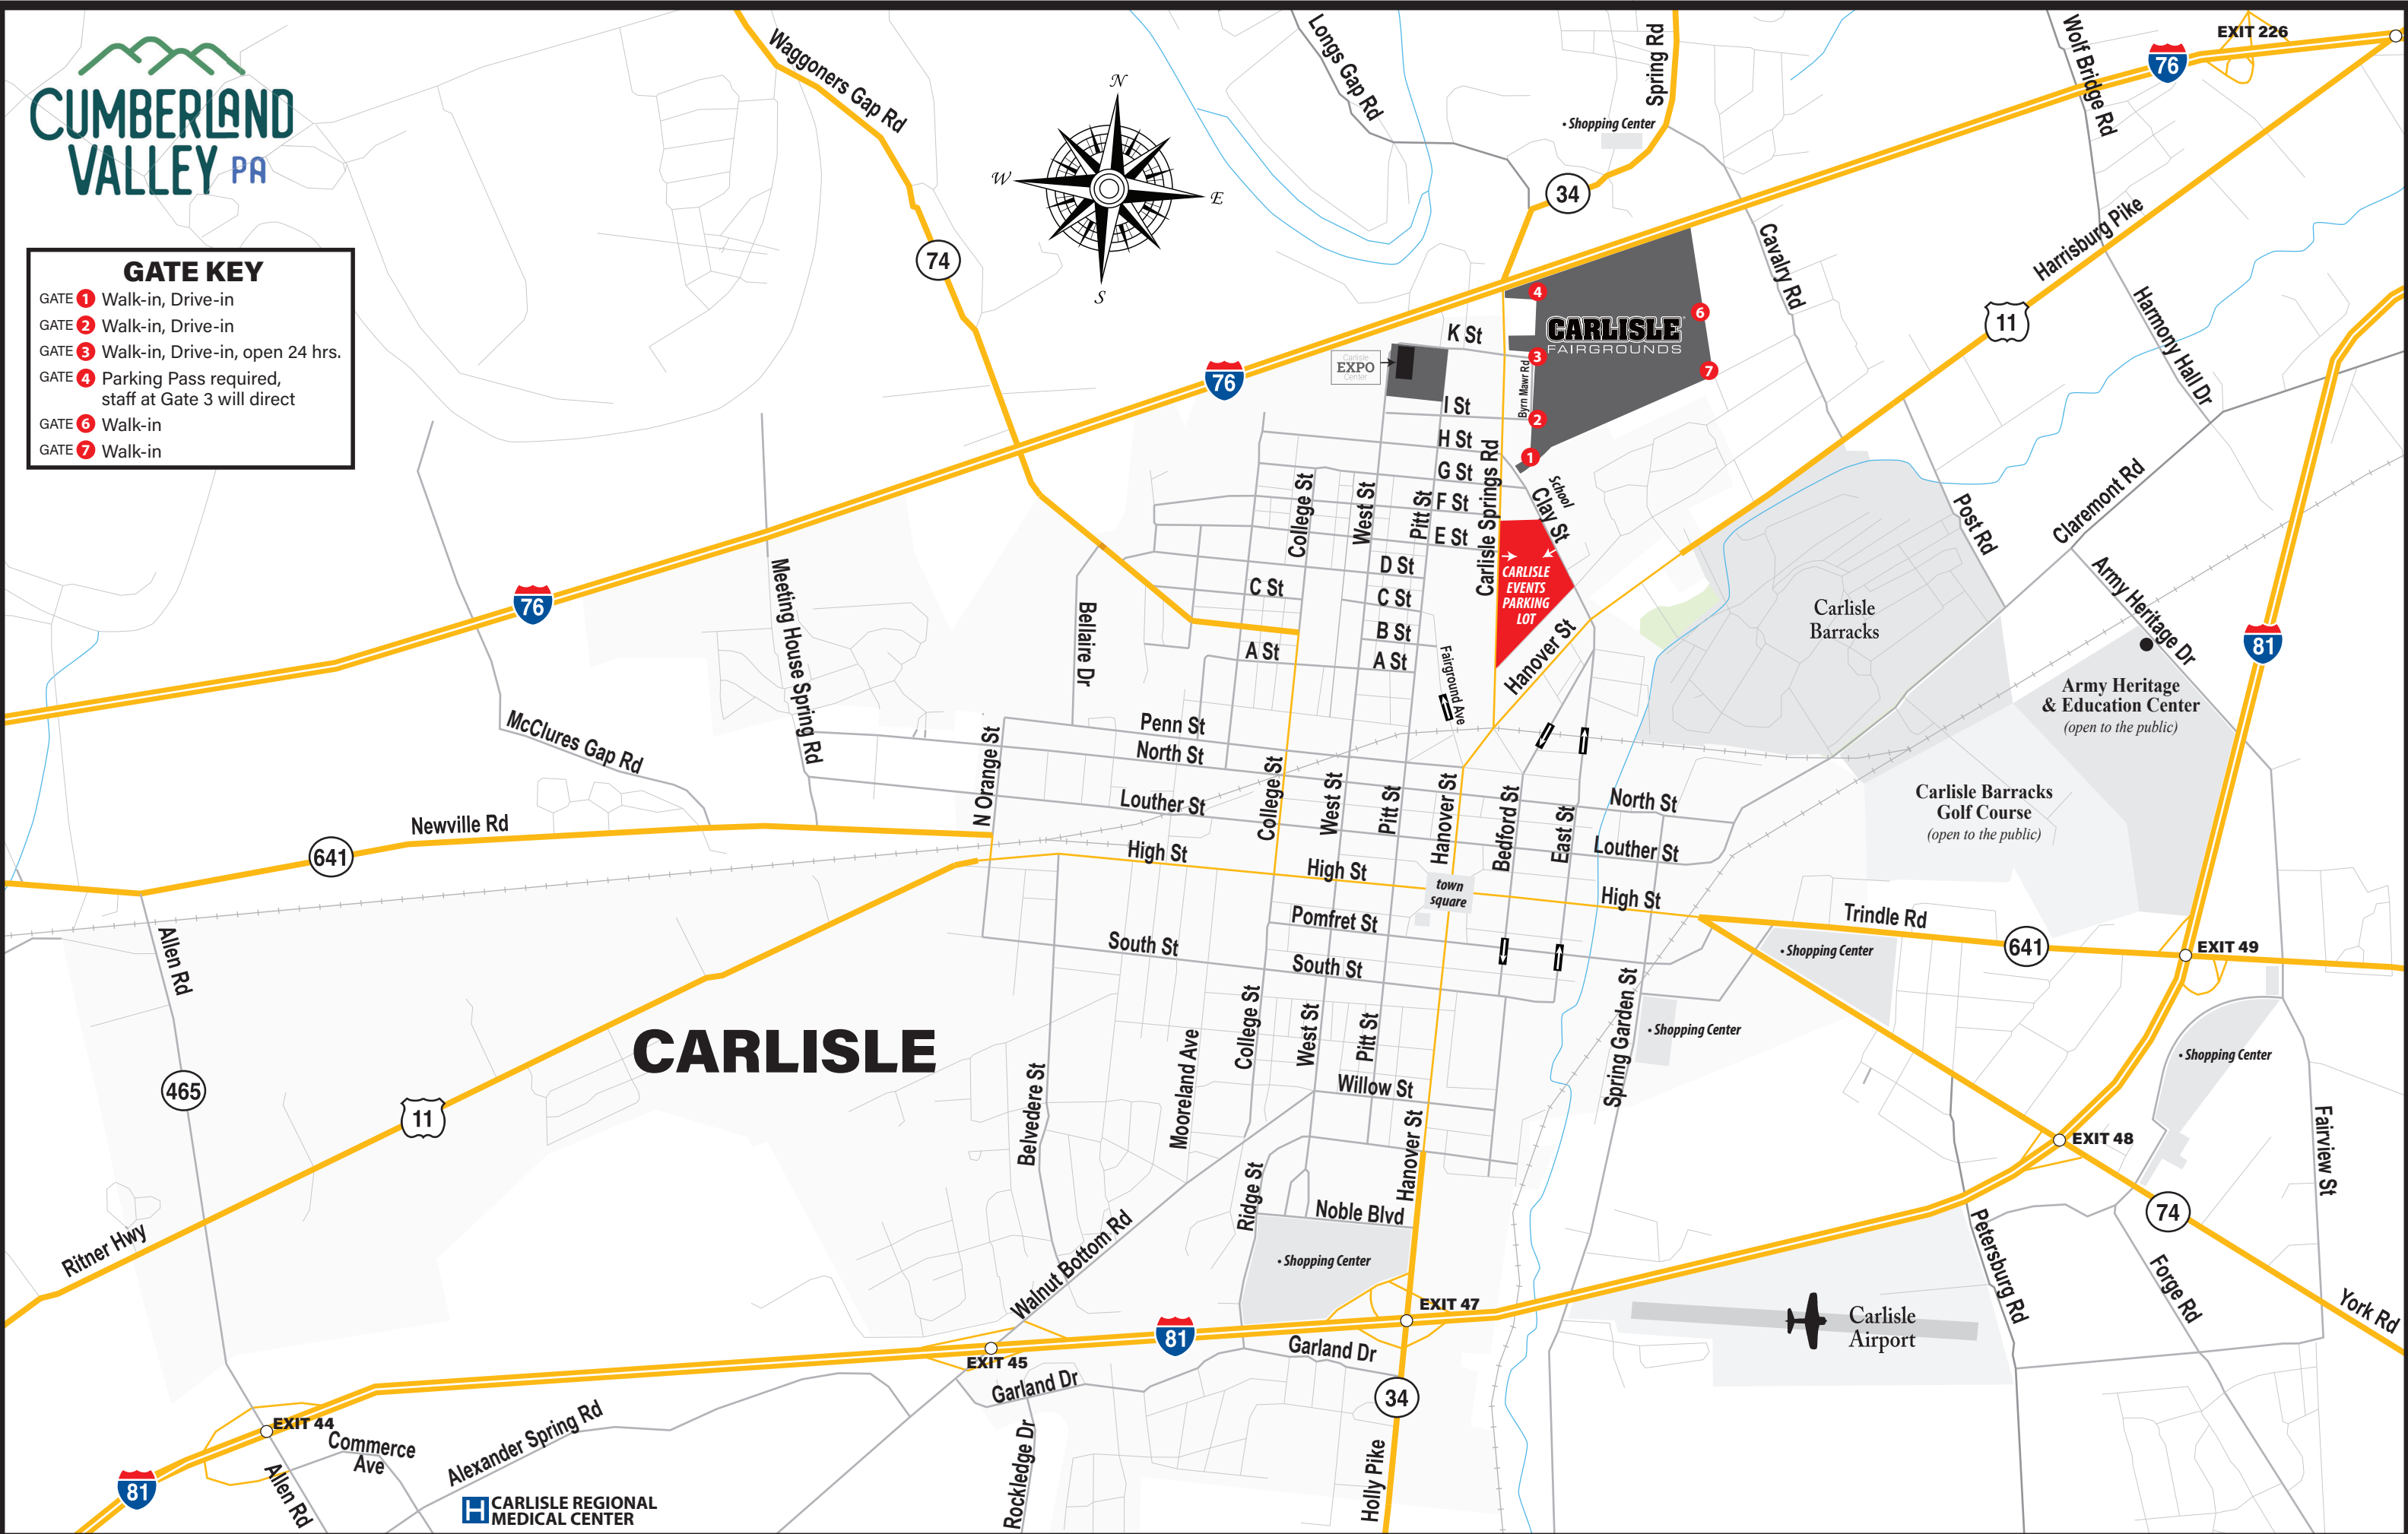 CUMBERLAND
VALLEY PA
GATE KEY
GATE 1 Walk-in, Drive-in
GATE 2 Walk-in, Drive-in
GATE 3 Walk-in, Drive-in, open 24 hrs.
GATE 4 Parking Pass required,
staff at Gate 3 will direct
GATE 6 Walk-in
GATE 7 Walk-in
Waggoners Gap Rd
74
N
W
E
S
Longs Gap Rd
Spring Rd
• Shopping Center
34
Wolf Bridge Rd
76
EXIT 226
Cavalry Rd
Harrisburg Pike
11
Harmony Hall Dr
4
6
CARLISLE
FAIRGROUNDS
3
7
2
1
Byrn Mawr Rd
K St
Carlisle
EXPO
Center
76
I St
H St
G St
F St
E St
D St
C St
C St
B St
A St
A St
College St
West St
Pitt St
Carlisle Springs Rd
School
Clay St
CARLISLE
EVENTS
PARKING
LOT
Hanover St
Fairground Ave
Carlisle
Barracks
Post Rd
Claremont Rd
Army Heritage Dr
81
Army Heritage
& Education Center
(open to the public)
Carlisle Barracks
Golf Course
(open to the public)
76
Meeting House Spring Rd
Bellaire Dr
McClures Gap Rd
Newville Rd
641
N Orange St
Penn St
North St
Louther St
High St
College St
West St
Pitt St
Hanover St
Bedford St
East St
North St
Louther St
High St
High St
town
square
Pomfret St
South St
South St
Trindle Rd
641
EXIT 49
• Shopping Center
• Shopping Center
• Shopping Center
Spring Garden St
Allen Rd
465
11
Ritner Hwy
CARLISLE
Belvedere St
Mooreland Ave
College St
West St
Pitt St
Willow St
Hanover St
Ridge St
Noble Blvd
• Shopping Center
Walnut Bottom Rd
EXIT 48
74
Fairview St
Petersburg Rd
Forge Rd
York Rd
Carlisle
Airport
EXIT 47
81
EXIT 45
Garland Dr
Garland Dr
34
Holly Pike
Rockledge Dr
EXIT 44
Commerce
Ave
Alexander Spring Rd
Allen Rd
81
H CARLISLE REGIONAL
MEDICAL CENTER